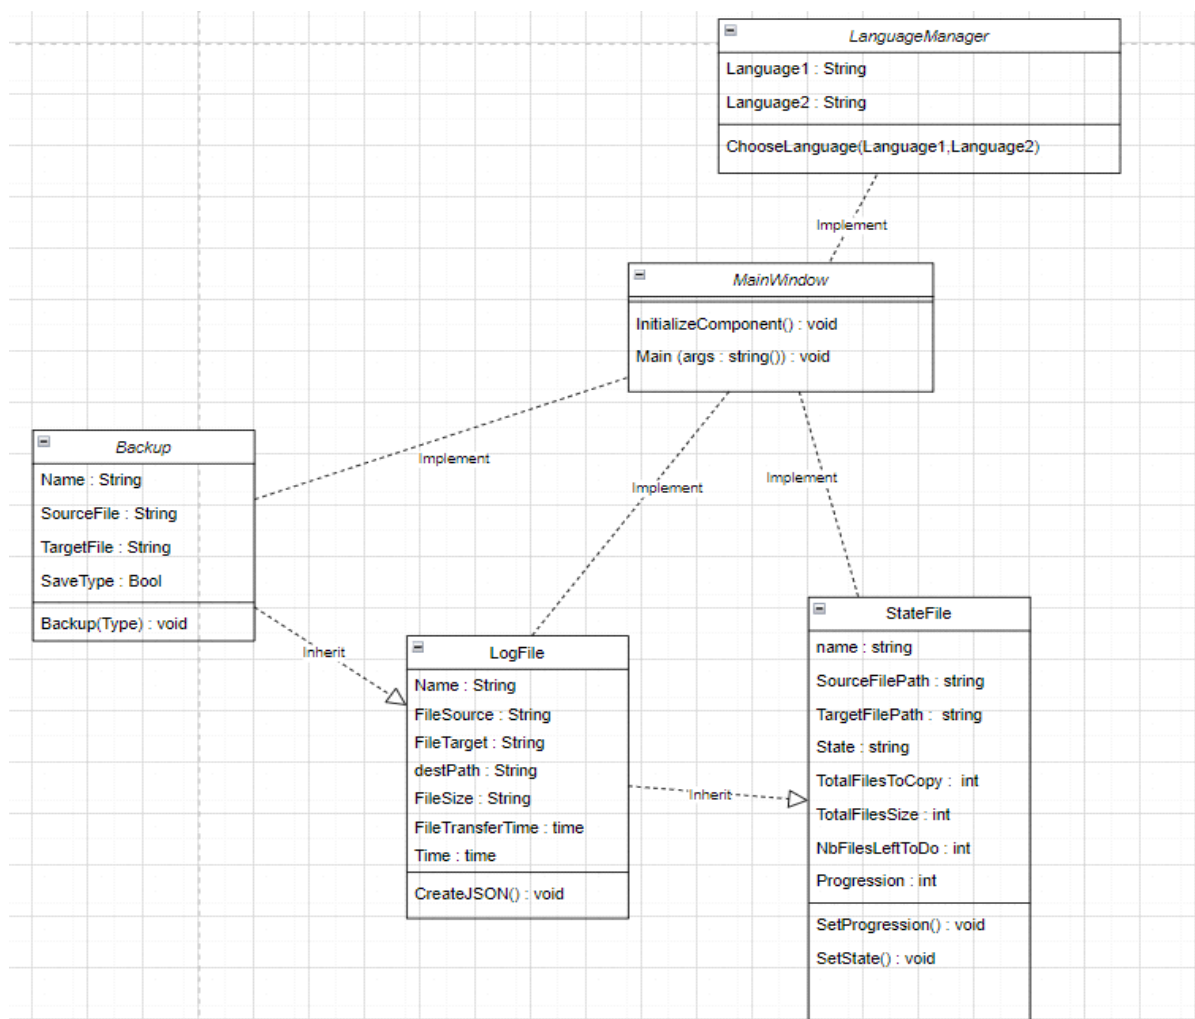 LanguageManager
Language1 : String
Language2 : String
ChooseLanguage(Language1,Language2)
Implement
MainWindow
InitializeComponent() : void
Main (args : string()) : void
Implement
Implement
Implement
Backup
Name : String
SourceFile : String
TargetFile : String
SaveType : Bool
Backup(Type) : void
Inherit
LogFile
Name : String
FileSource : String
FileTarget : String
destPath : String
FileSize : String
FileTransferTime : time
Time : time
CreateJSON() : void
Inherit
StateFile
name : string
SourceFilePath : string
TargetFilePath :  string
State : string
TotalFilesToCopy :  int
TotalFilesSize : int
NbFilesLeftToDo : int
Progression : int
SetProgression() : void
SetState() : void